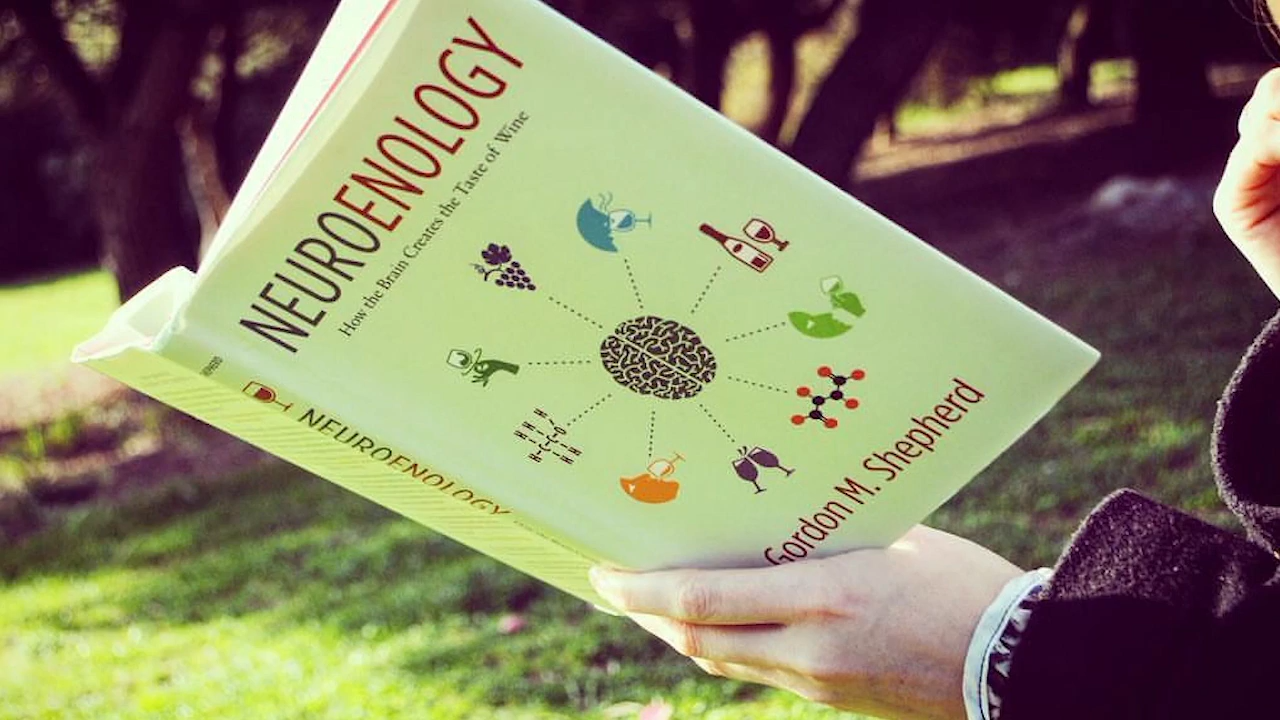 NEUROENOLOGY
How the Brain Creates the Taste of Wine
Gordon M. Shepherd
NEUROENOLOGY